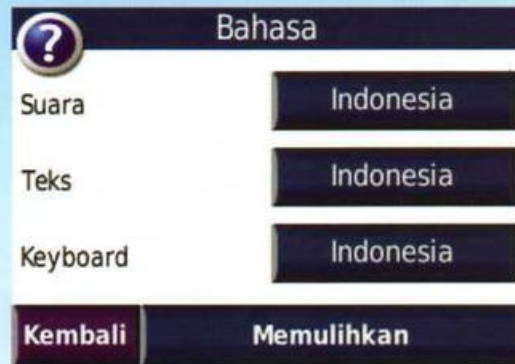 ?
Bahasa
Suara Indonesia
Teks Indonesia
Keyboard Indonesia
Kembali Memulihkan